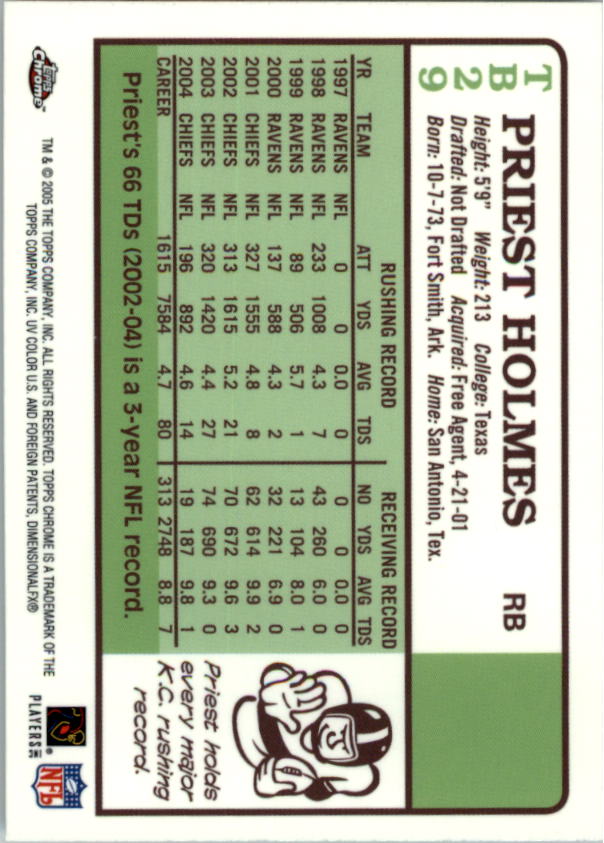 TB29
PRIEST HOLMES RB
Height: 5'9" Weight: 213 College: Texas
Drafted: Not Drafted Acquired: Free Agent, 4-21-01
Born: 10-7-73, Fort Smith, Ark. Home: San Antonio, Tex.
RUSHING RECORD RECEIVING RECORD
YR TEAM ATT YDS AVG TDS NO YDS AVG TDS
1997 RAVENS NFL 0 0 0.0 0 0 0 0.0 0
1998 RAVENS NFL 233 1008 4.3 7 43 260 6.0 0
1999 RAVENS NFL 89 506 5.7 1 13 104 8.0 1
2000 RAVENS NFL 137 588 4.3 2 32 221 6.9 0
2001 CHIEFS NFL 327 1555 4.8 8 62 614 9.9 2
2002 CHIEFS NFL 313 1615 5.2 21 70 672 9.6 3
2003 CHIEFS NFL 320 1420 4.4 27 74 690 9.3 0
2004 CHIEFS NFL 196 892 4.6 14 19 187 9.8 1
CAREER 1615 7584 4.7 80 313 2748 8.8 7
Priest's 66 TDs (2002-04) is a 3-year NFL record.
Priest holds
every major
K.C. rushing
record.
Topps Chrome™
TM & © 2005 THE TOPPS COMPANY, INC. ALL RIGHTS RESERVED. TOPPS CHROME IS A TRADEMARK OF THE
TOPPS COMPANY, INC. UV COLOR U.S. AND FOREIGN PATENTS, DIMENSIONALFX®
PLAYERS INC
NFL